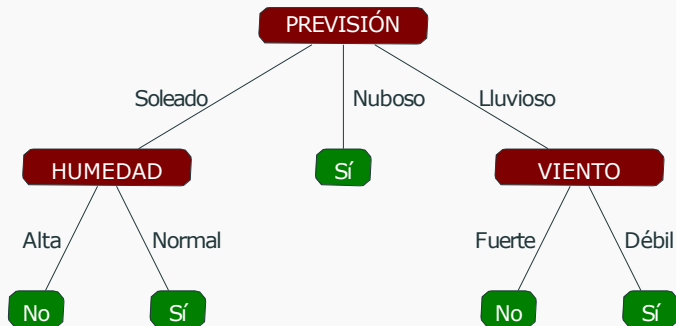 PREVISIÓN
Soleado
Nuboso
Lluvioso
HUMEDAD
Sí
VIENTO
Alta
Normal
Fuerte
Débil
No
Sí
No
Sí